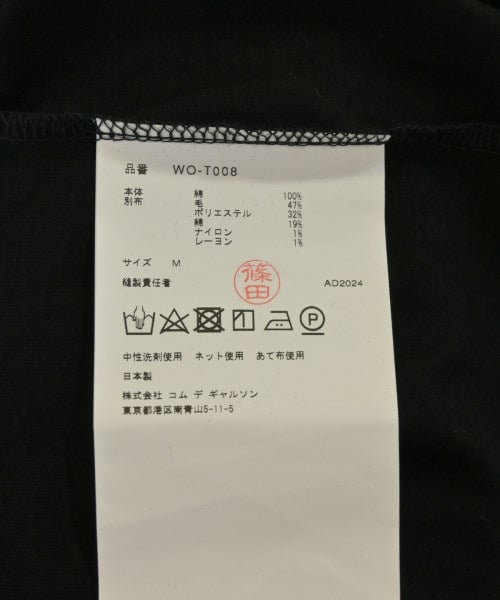 品番 WO-T008
本体 綿 100%
別布 毛 47%
ポリエステル 32%
綿 19%
ナイロン 1%
レーヨン 1%
サイズ M
縫製責任者 篠田 AD2024
P
中性洗剤使用 ネット使用 あて布使用
日本製
株式会社 コム デ ギャルソン
東京都港区南青山5-11-5